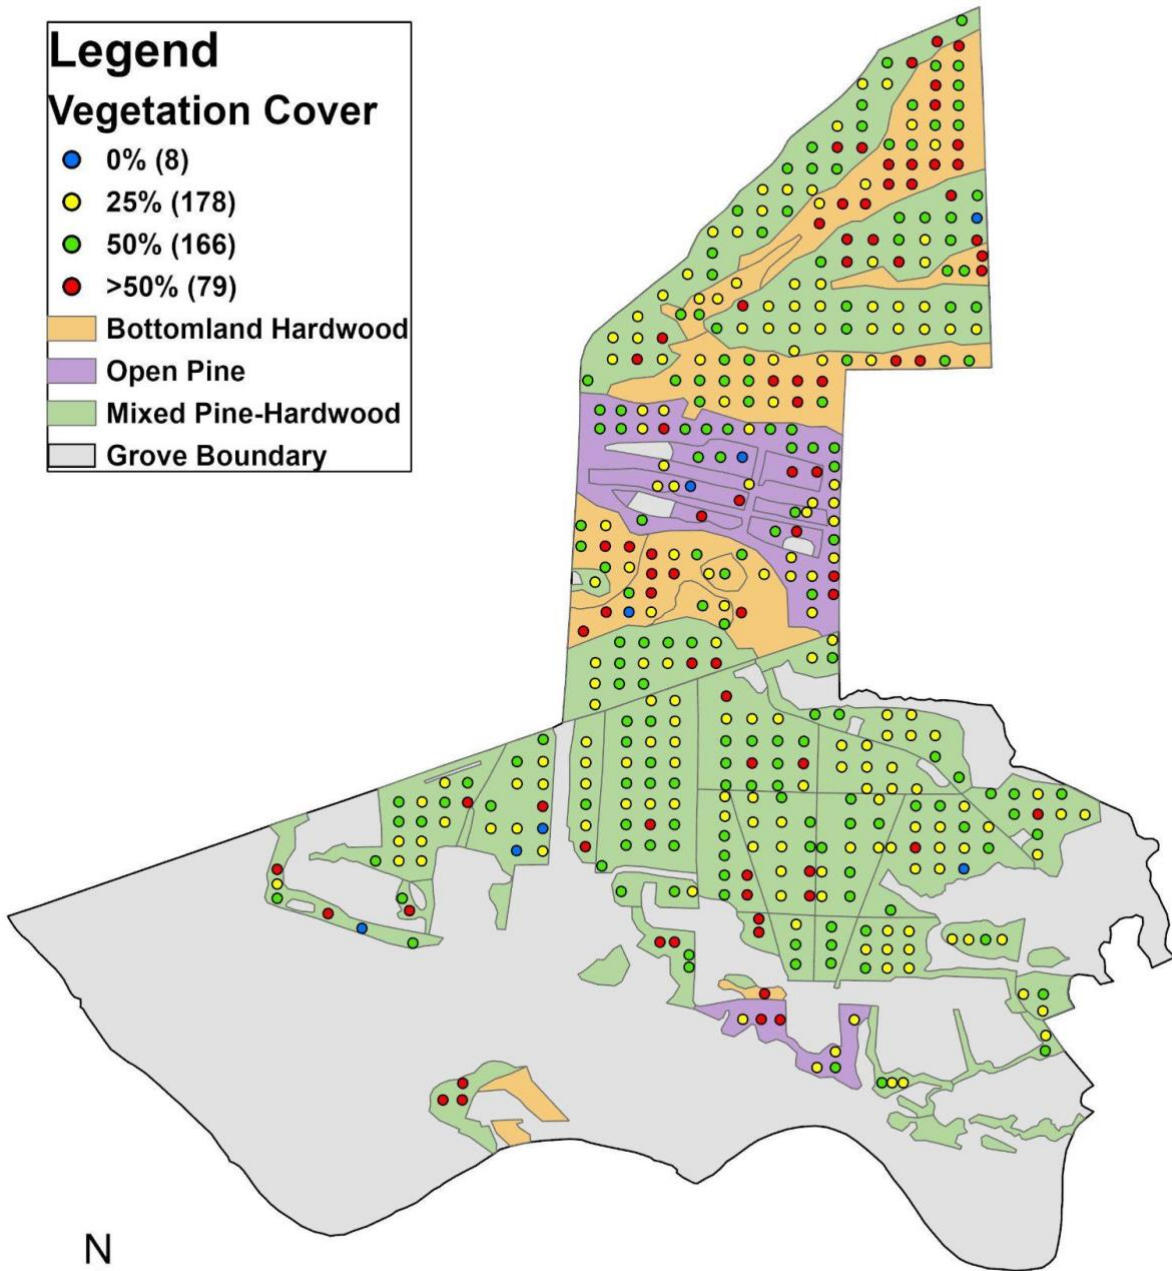 Legend
Vegetation Cover
0% (8)
25% (178)
50% (166)
>50% (79)
Bottomland Hardwood
Open Pine
Mixed Pine-Hardwood
Grove Boundary
N